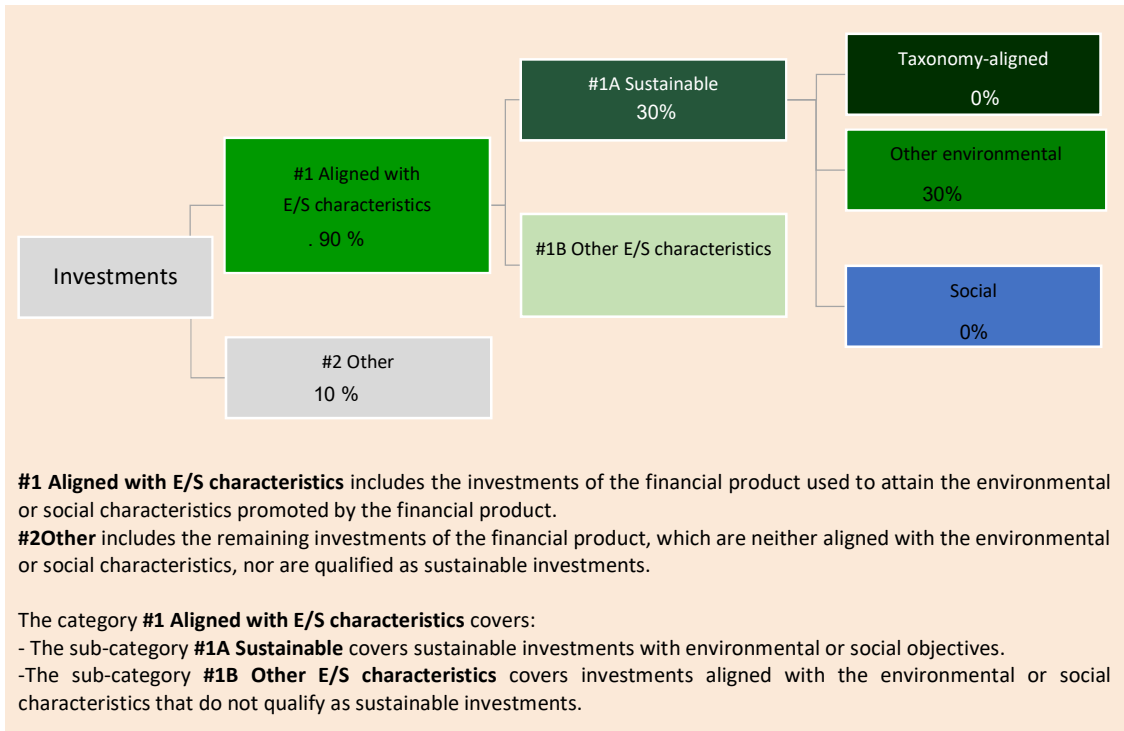 Investments
#1 Aligned with
E/S characteristics
. 90 %
#2 Other
10 %
#1A Sustainable
30%
#1B Other E/S characteristics
Taxonomy-aligned
0%
Other environmental
30%
Social
0%
#1 Aligned with E/S characteristics includes the investments of the financial product used to attain the environmental
or social characteristics promoted by the financial product.
#2Other includes the remaining investments of the financial product, which are neither aligned with the environmental
or social characteristics, nor are qualified as sustainable investments.
The category #1 Aligned with E/S characteristics covers:
- The sub-category #1A Sustainable covers sustainable investments with environmental or social objectives.
-The sub-category #1B Other E/S characteristics covers investments aligned with the environmental or social
characteristics that do not qualify as sustainable investments.